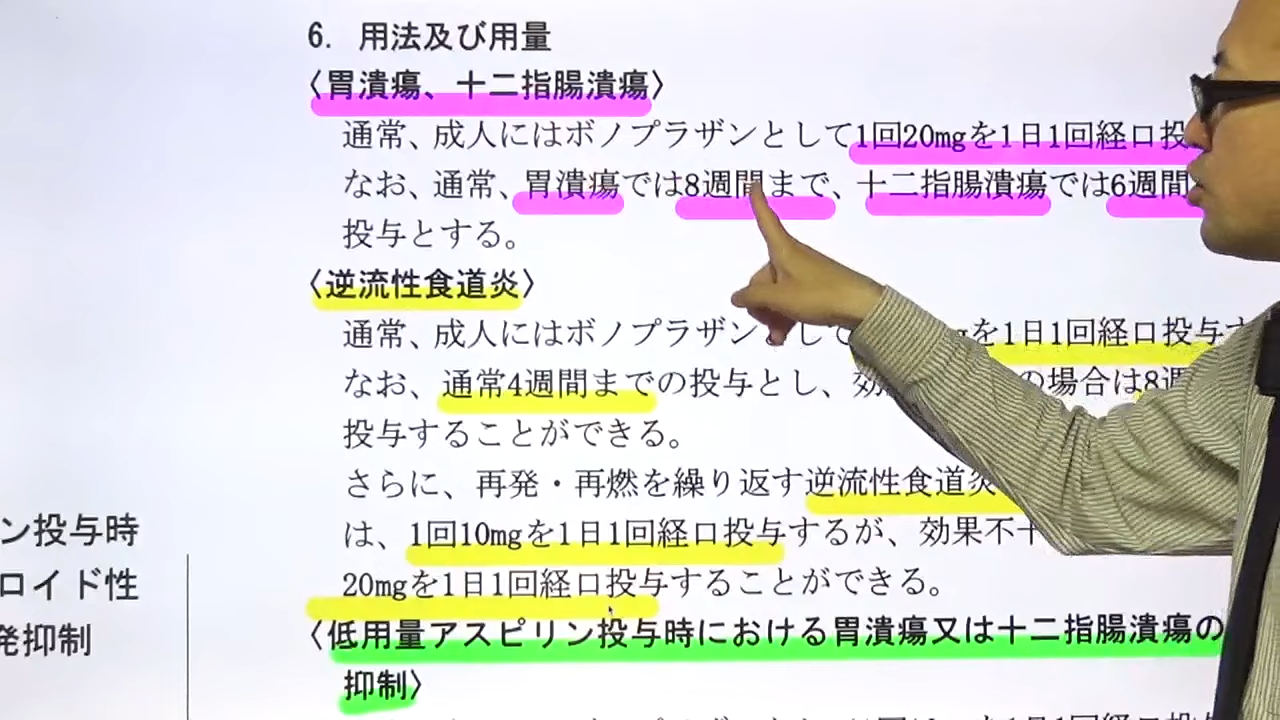 6. 用法及び用量
〈胃潰瘍、十二指腸潰瘍〉
通常、成人にはボノプラザンとして1回20mgを1日1回経口投
なお、通常、胃潰瘍では8週間まで、十二指腸潰瘍では6週間
投与とする。
〈逆流性食道炎〉
通常、成人にはボノプラザンとして を1日1回経口投与す
なお、通常4週間までの投与とし、効 の場合は8週
投与することができる。
さらに、再発・再燃を繰り返す逆流性食道炎
は、1回10mgを1日1回経口投与するが、効果不十
20mgを1日1回経口投与することができる。
〈低用量アスピリン投与時における胃潰瘍又は十二指腸潰瘍の
抑制〉
ン投与時
ロイド性
発抑制